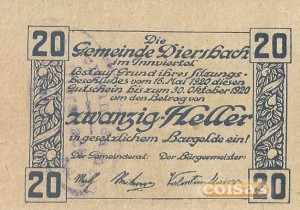 20 20
Die
Gemeinde Diersbach
im Innviertel
löst auf Grund ihres Sitzungs-
beschlußes vom 16. Mai 1920 diesen
Gutschein bis zum 30. Oktober 1920
um den Betrag von
zwanzig Heller
in gesetzlichem Bargelde ein!
Der Gemeinderat: Der Bürgermeister:
20 20
coisas